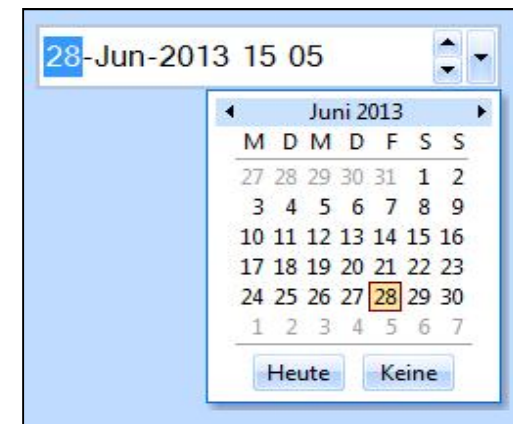 28-Jun-2013 15 05
Juni 2013
M D M D F S S
27 28 29 30 31 1 2
3 4 5 6 7 8 9
10 11 12 13 14 15 16
17 18 19 20 21 22 23
24 25 26 27 28 29 30
1 2 3 4 5 6 7
Heute Keine